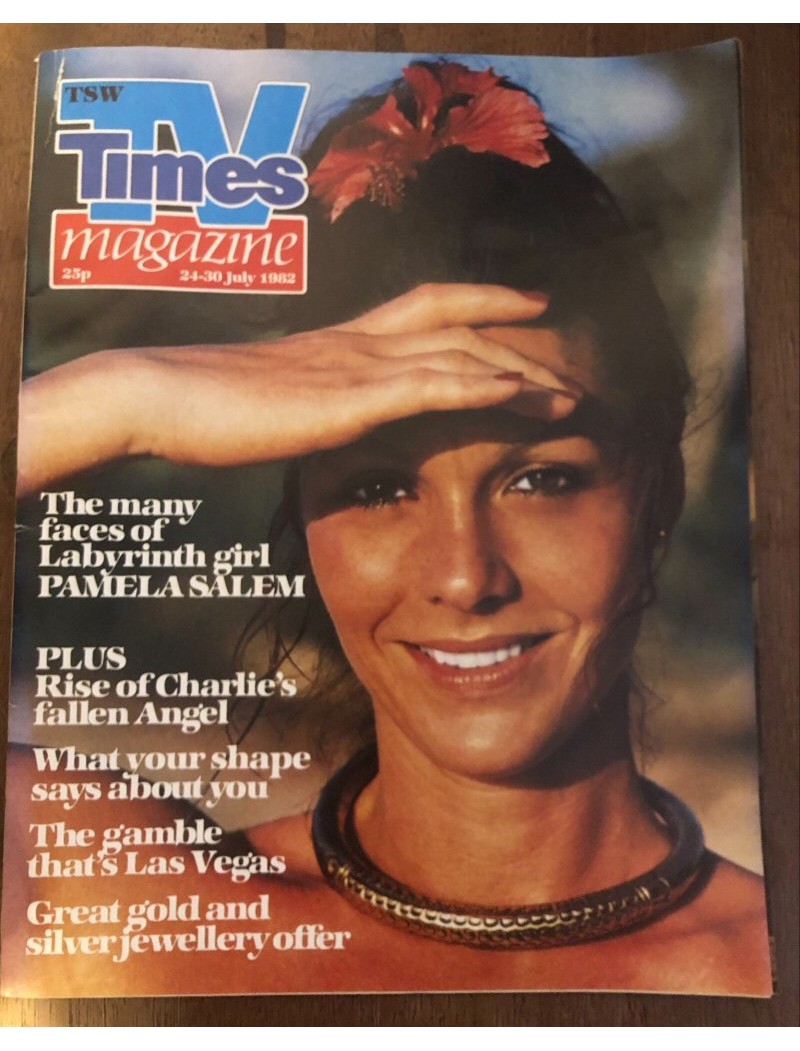 TSW
TV
Times
magazine
25p 24-30 July 1982
The many
faces of
Labyrinth girl
PAMELA SALEM
PLUS
Rise of Charlie's
fallen Angel
What your shape
says about you
The gamble
that's Las Vegas
Great gold and
silver jewellery offer